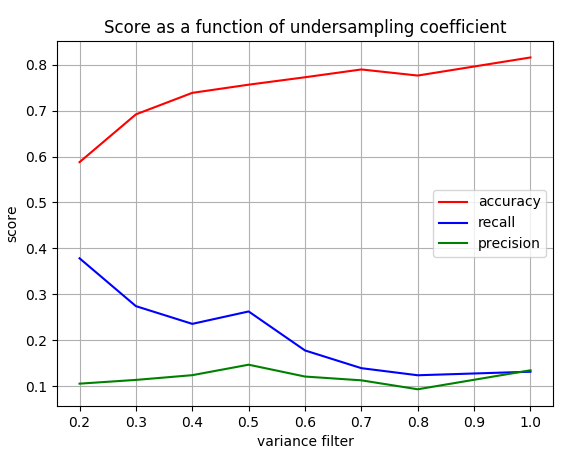 Score as a function of undersampling coefficient
score
0.8
0.7
0.6
0.5
0.4
0.3
0.2
0.1
accuracy
recall
precision
0.2 0.3 0.4 0.5 0.6 0.7 0.8 0.9 1.0
variance filter